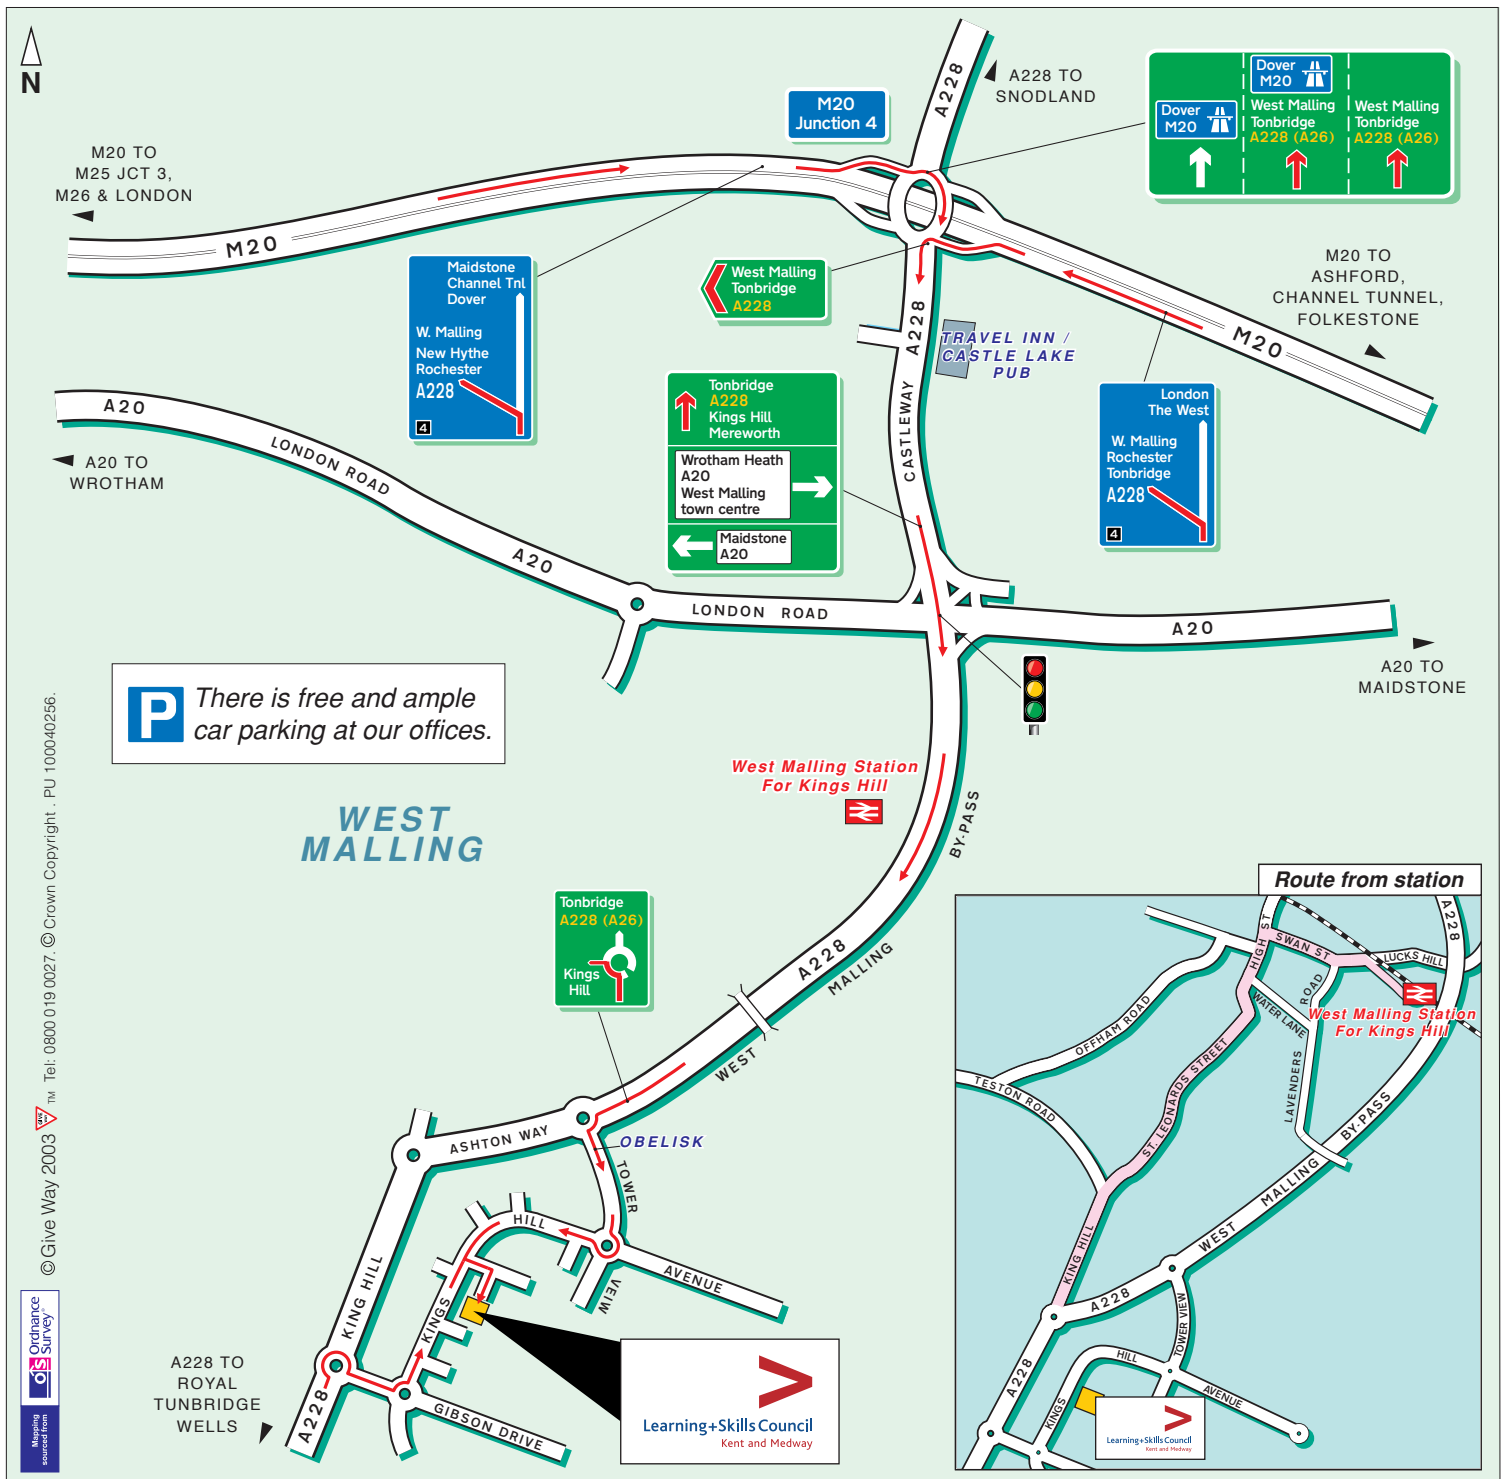 N
M20 TO
M25 JCT 3,
M26 & LONDON
M20
M20
Junction 4
A228
A228 TO
SNODLAND
Dover
M20
Dover
M20
West Malling
Tonbridge
A228 (A26)
West Malling
Tonbridge
A228 (A26)
M20 TO
ASHFORD,
CHANNEL TUNNEL,
FOLKESTONE
M20
Maidstone
Channel Tnl
Dover
W. Malling
New Hythe
Rochester
A228
4
West Malling
Tonbridge
A228
A228
TRAVEL INN /
CASTLE LAKE
PUB
CASTLEWAY
Tonbridge
A228
Kings Hill
Mereworth
Wrotham Heath
A20
West Malling
town centre
Maidstone
A20
London
The West
W. Malling
Rochester
Tonbridge
A228
4
A20
LONDON ROAD
A20 TO
WROTHAM
A20
LONDON ROAD
A20
A20 TO
MAIDSTONE
P
There is free and ample
car parking at our offices.
WEST
MALLING
West Malling Station
For Kings Hill
BY-PASS
A228
MALLING
WEST
Tonbridge
A228 (A26)
Kings
Hill
ASHTON WAY
OBELISK
TOWER
VEIW
HILL
AVENUE
KINGS
KING HILL
A228
GIBSON DRIVE
A228 TO
ROYAL
TUNBRIDGE
WELLS
Learning+Skills Council
Kent and Medway
Route from station
A228
HIGH ST
SWAN ST
LUCKS HILL
ROAD
WATER LANE
West Malling Station
For Kings Hill
OFFHAM ROAD
TESTON ROAD
ST. LEONARDS STREET
LAVENDERS
BY-PASS
MALLING
WEST
KING HILL
A228
TOWER VIEW
A228
HILL
AVENUE
KINGS
Learning+Skills Council
Kent and Medway
©Give Way 2003 GIVE WAY TM Tel: 0800 019 0027. © Crown Copyright . PU 100040256.
Mapping
sourced from
OS Ordnance
Survey®